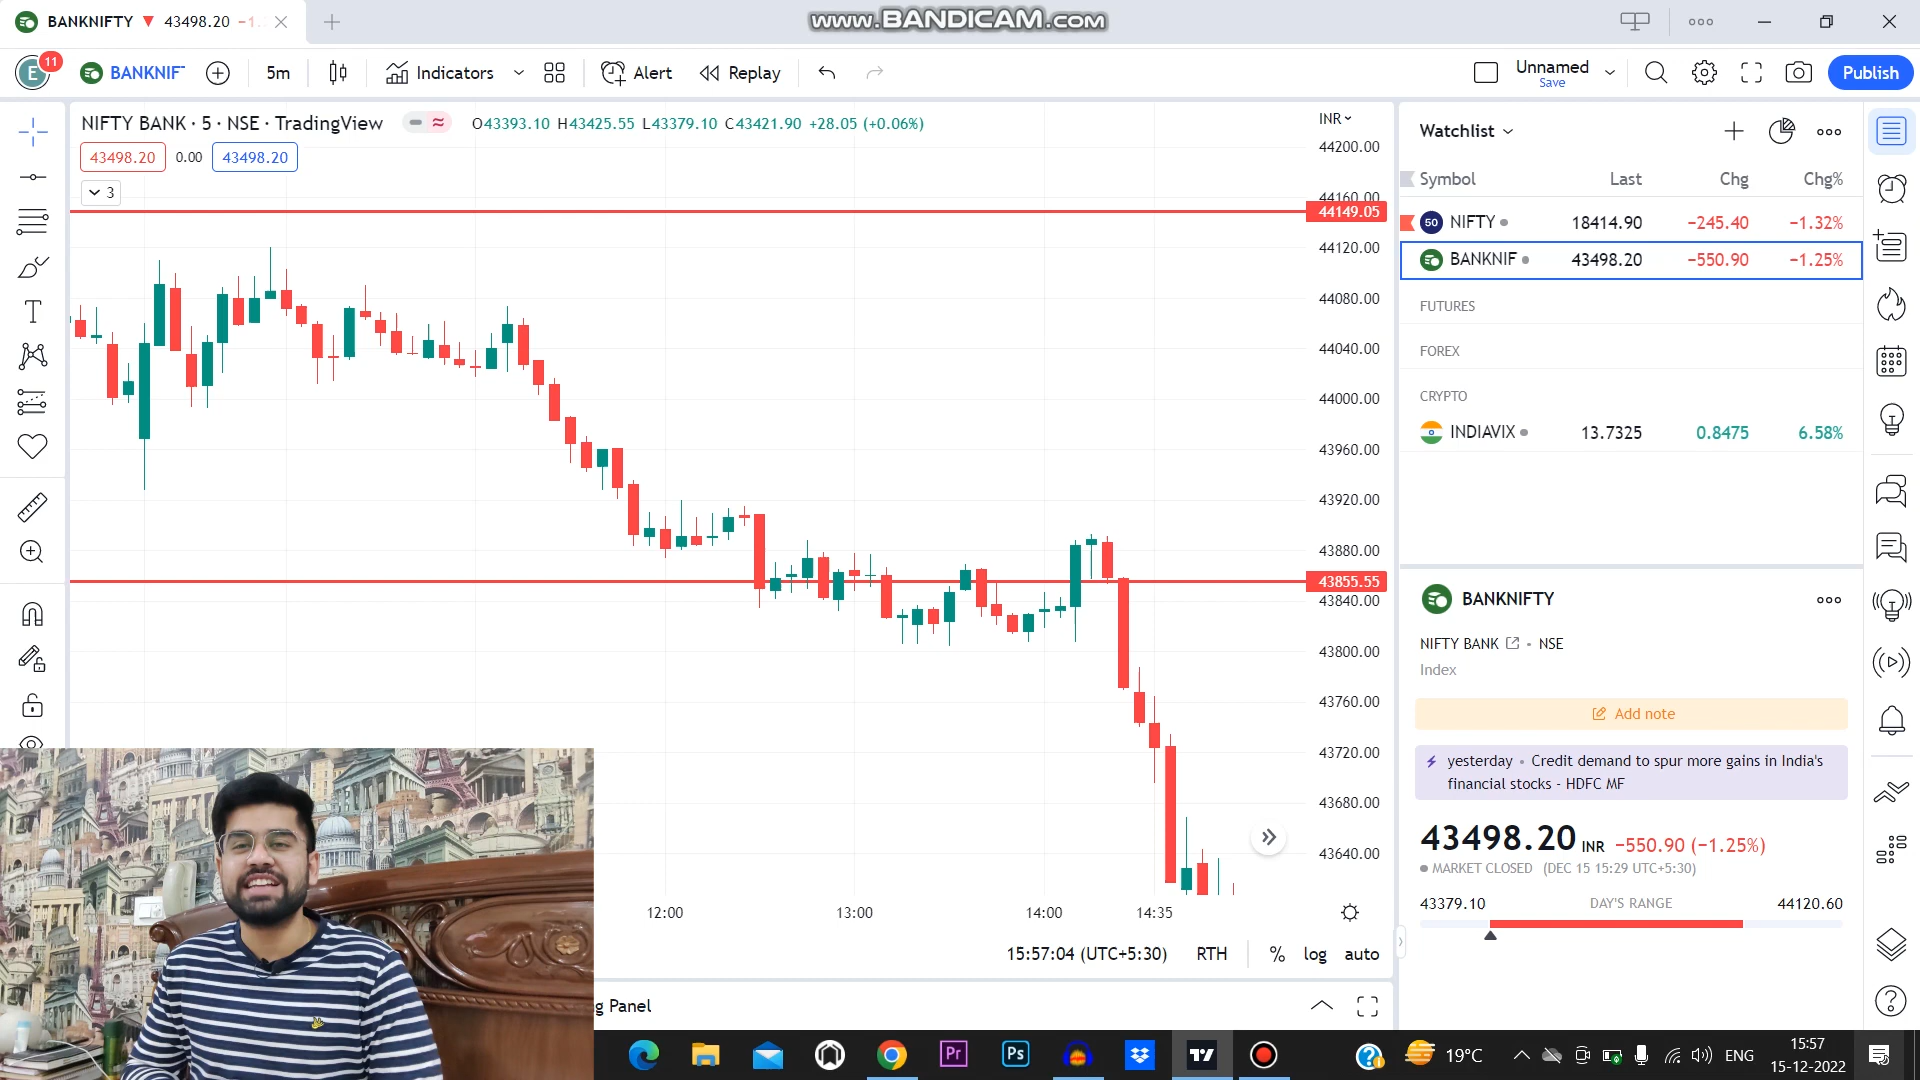 BANKNIFTY ▼ 43498.20 −1.
www.BANDICAM.com
E 11 BANKNIF 5m Indicators Alert Replay Unnamed Publish
Save
NIFTY BANK · 5 · NSE · TradingView O43393.10 H43425.55 L43379.10 C43421.90 +28.05 (+0.06%)
43498.20 0.00 43498.20
3
INR
44200.00
44160.00
44149.05
44120.00
44080.00
44040.00
44000.00
43960.00
43920.00
43880.00
43855.55
43840.00
43800.00
43760.00
43720.00
43680.00
43640.00
12:00 13:00 14:00 14:35
15:57:04 (UTC+5:30) RTH % log auto
g Panel
Watchlist
Symbol Last Chg Chg%
50 NIFTY 18414.90 −245.40 −1.32%
BANKNIF 43498.20 −550.90 −1.25%
FUTURES
FOREX
CRYPTO
INDIAVIX 13.7325 0.8475 6.58%
BANKNIFTY
NIFTY BANK • NSE
Index
Add note
yesterday • Credit demand to spur more gains in India's
financial stocks - HDFC MF
43498.20 INR −550.90 (−1.25%)
MARKET CLOSED (DEC 15 15:29 UTC+5:30)
43379.10 DAY'S RANGE 44120.60
Pr Ps 19°C ENG 15:57
15-12-2022